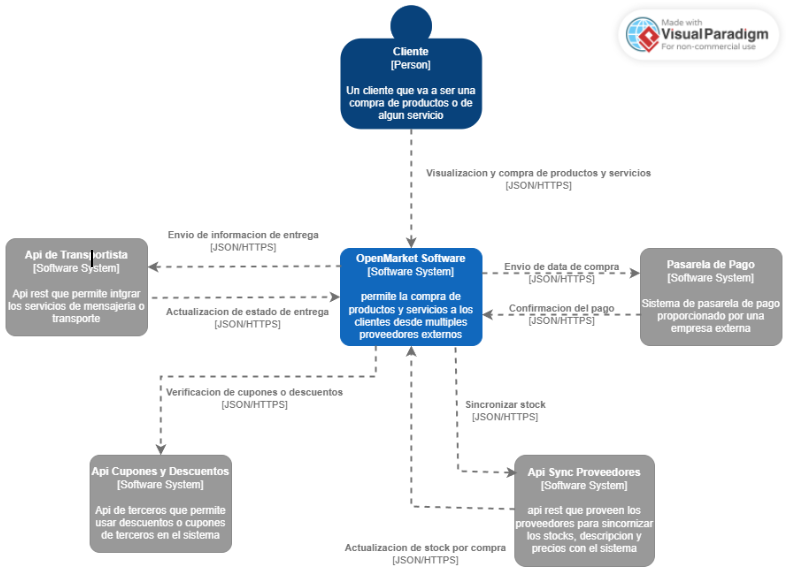 Made with
Visual Paradigm
For non-commercial use
Cliente
[Person]
Un cliente que va a ser una
compra de productos o de
algun servicio
Visualizacion y compra de productos y servicios
[JSON/HTTPS]
Envio de informacion de entrega
[JSON/HTTPS]
Api de Transportista
[Software System]
Api rest que permite intgrar
los servicios de mensajeria o
transporte
Actualizacion de estado de entrega
[JSON/HTTPS]
OpenMarket Software
[Software System]
permite la compra de
productos y servicios a los
clientes desde multiples
proveedores externos
Envio de data de compra
[JSON/HTTPS]
Confirmacion del pago
[JSON/HTTPS]
Pasarela de Pago
[Software System]
Sistema de pasarela de pago
proporcionado por una
empresa externa
Verificacion de cupones o descuentos
[JSON/HTTPS]
Sincronizar stock
[JSON/HTTPS]
Api Cupones y Descuentos
[Software System]
Api de terceros que permite
usar descuentos o cupones
de terceros en el sistema
Api Sync Proveedores
[Software System]
api rest que proveen los
proveedores para sincornizar
los stocks, descripcion y
precios con el sistema
Actualizacion de stock por compra
[JSON/HTTPS]